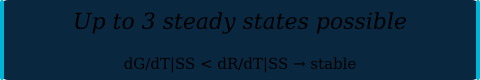 Up to 3 steady states possible
dG/dT|SS < dR/dT|SS → stable